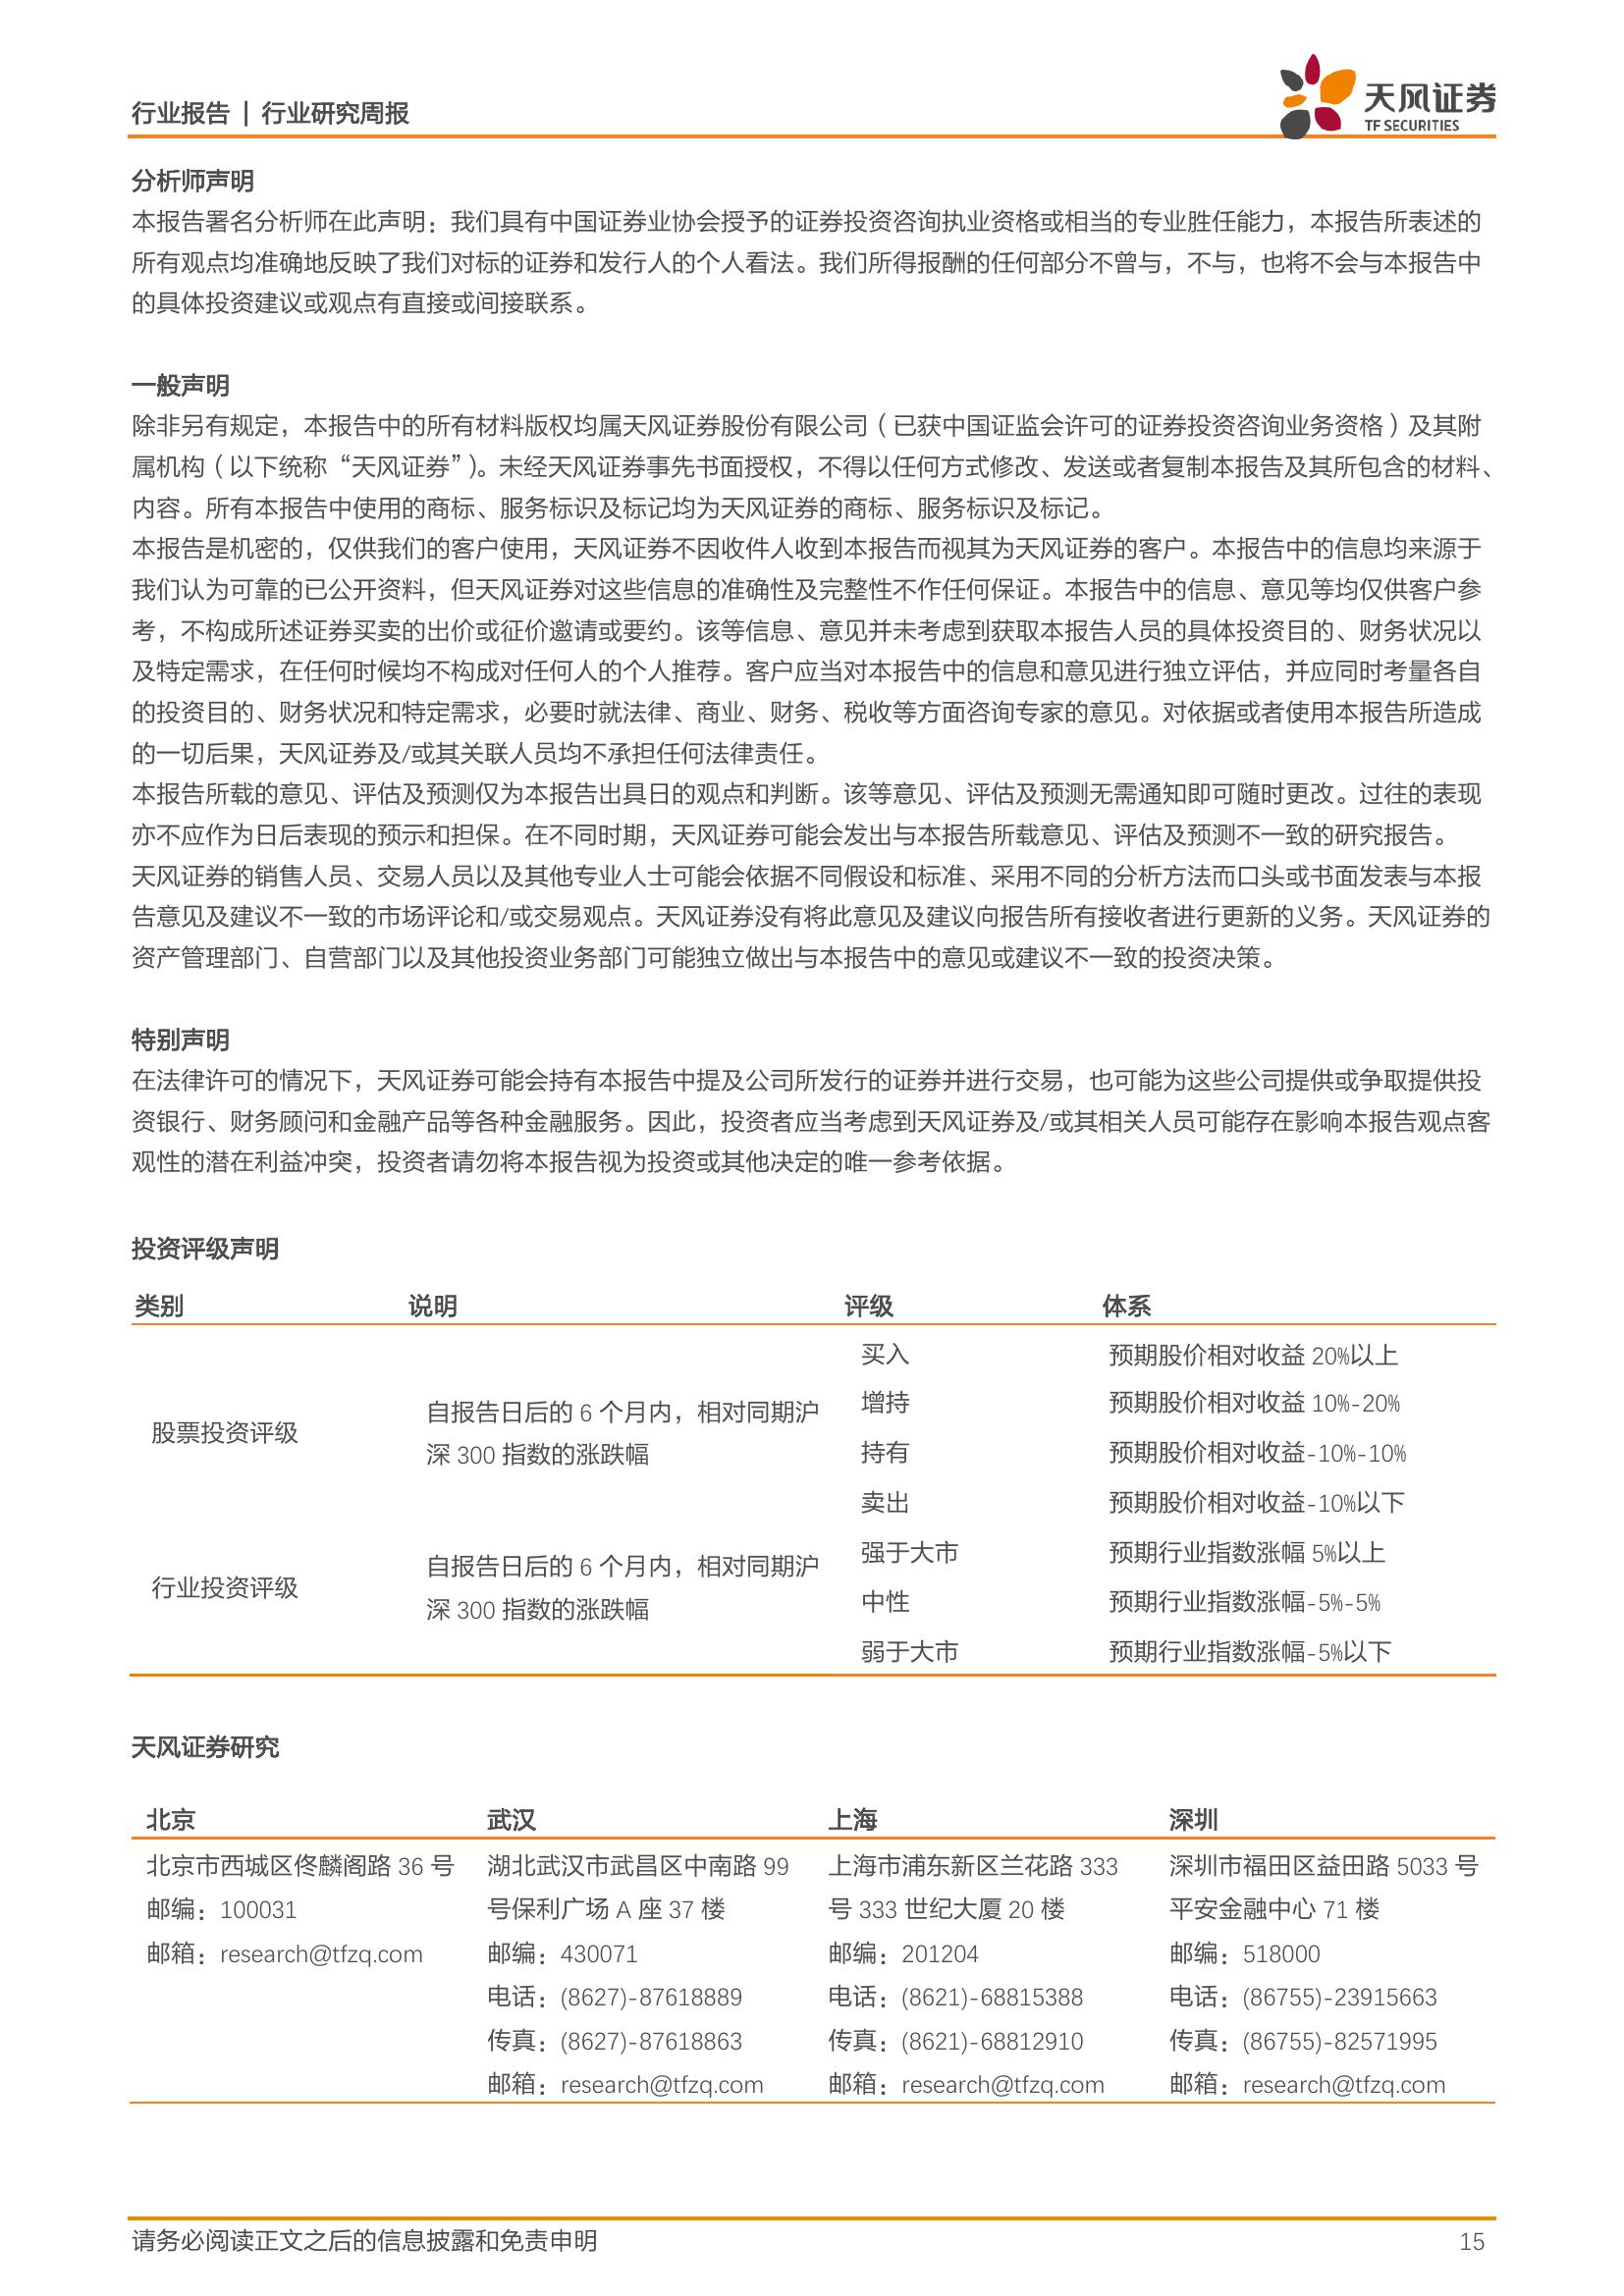 行业报告 | 行业研究周报
天风证券
TF SECURITIES
分析师声明
本报告署名分析师在此声明：我们具有中国证券业协会授予的证券投资咨询执业资格或相当的专业胜任能力，本报告所表述的
所有观点均准确地反映了我们对标的证券和发行人的个人看法。我们所得报酬的任何部分不曾与，不与，也将不会与本报告中
的具体投资建议或观点有直接或间接联系。
一般声明
除非另有规定，本报告中的所有材料版权均属天风证券股份有限公司（已获中国证监会许可的证券投资咨询业务资格）及其附
属机构（以下统称“天风证券”）。未经天风证券事先书面授权，不得以任何方式修改、发送或者复制本报告及其所包含的材料、
内容。所有本报告中使用的商标、服务标识及标记均为天风证券的商标、服务标识及标记。
本报告是机密的，仅供我们的客户使用，天风证券不因收件人收到本报告而视其为天风证券的客户。本报告中的信息均来源于
我们认为可靠的已公开资料，但天风证券对这些信息的准确性及完整性不作任何保证。本报告中的信息、意见等均仅供客户参
考，不构成所述证券买卖的出价或征价邀请或要约。该等信息、意见并未考虑到获取本报告人员的具体投资目的、财务状况以
及特定需求，在任何时候均不构成对任何人的个人推荐。客户应当对本报告中的信息和意见进行独立评估，并应同时考量各自
的投资目的、财务状况和特定需求，必要时就法律、商业、财务、税收等方面咨询专家的意见。对依据或者使用本报告所造成
的一切后果，天风证券及/或其关联人员均不承担任何法律责任。
本报告所载的意见、评估及预测仅为本报告出具日的观点和判断。该等意见、评估及预测无需通知即可随时更改。过往的表现
亦不应作为日后表现的预示和担保。在不同时期，天风证券可能会发出与本报告所载意见、评估及预测不一致的研究报告。
天风证券的销售人员、交易人员以及其他专业人士可能会依据不同假设和标准、采用不同的分析方法而口头或书面发表与本报
告意见及建议不一致的市场评论和/或交易观点。天风证券没有将此意见及建议向报告所有接收者进行更新的义务。天风证券的
资产管理部门、自营部门以及其他投资业务部门可能独立做出与本报告中的意见或建议不一致的投资决策。
特别声明
在法律许可的情况下，天风证券可能会持有本报告中提及公司所发行的证券并进行交易，也可能为这些公司提供或争取提供投
资银行、财务顾问和金融产品等各种金融服务。因此，投资者应当考虑到天风证券及/或其相关人员可能存在影响本报告观点客
观性的潜在利益冲突，投资者请勿将本报告视为投资或其他决定的唯一参考依据。
投资评级声明
类别 说明 评级 体系
股票投资评级
自报告日后的 6 个月内，相对同期沪
深 300 指数的涨跌幅
买入 预期股价相对收益 20%以上
增持 预期股价相对收益 10%-20%
持有 预期股价相对收益-10%-10%
卖出 预期股价相对收益-10%以下
行业投资评级
自报告日后的 6 个月内，相对同期沪
深 300 指数的涨跌幅
强于大市 预期行业指数涨幅 5%以上
中性 预期行业指数涨幅-5%-5%
弱于大市 预期行业指数涨幅-5%以下
天风证券研究
北京
北京市西城区佟麟阁路 36 号
邮编：100031
邮箱：research@tfzq.com
武汉
湖北武汉市武昌区中南路 99
号保利广场 A 座 37 楼
邮编：430071
电话：(8627)-87618889
传真：(8627)-87618863
邮箱：research@tfzq.com
上海
上海市浦东新区兰花路 333
号 333 世纪大厦 20 楼
邮编：201204
电话：(8621)-68815388
传真：(8621)-68812910
邮箱：research@tfzq.com
深圳
深圳市福田区益田路 5033 号
平安金融中心 71 楼
邮编：518000
电话：(86755)-23915663
传真：(86755)-82571995
邮箱：research@tfzq.com
请务必阅读正文之后的信息披露和免责申明 15